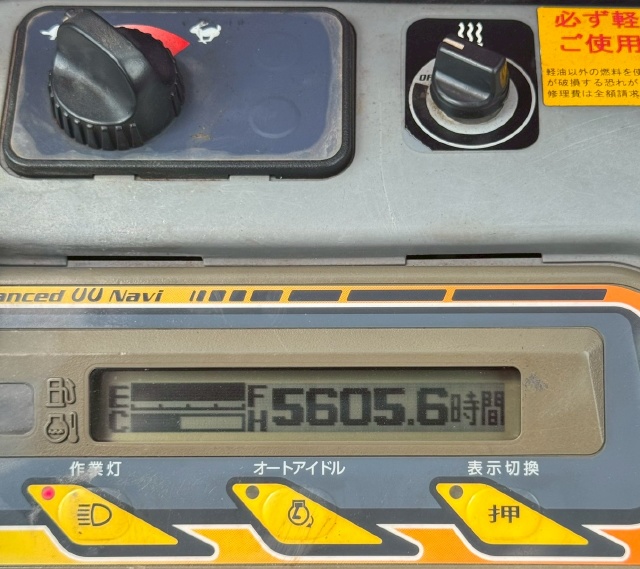 必ず軽
ご使用
軽油以外の燃料を使
が破損する恐れが
修理費は全額請求
anced Navi
E F 5605.6時間
C H
作業灯 オートアイドル 表示切換
押